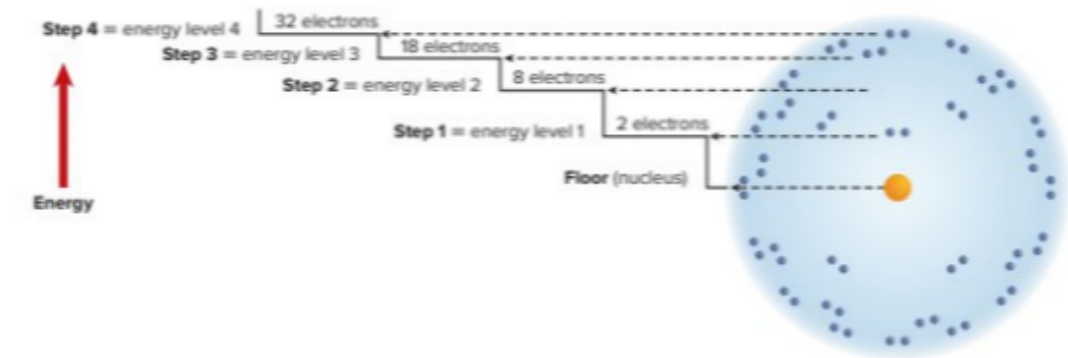 32 electrons
Step 4 = energy level 4
18 electrons
Step 3 = energy level 3
8 electrons
Step 2 = energy level 2
2 electrons
Step 1 = energy level 1
Floor (nucleus)
Energy